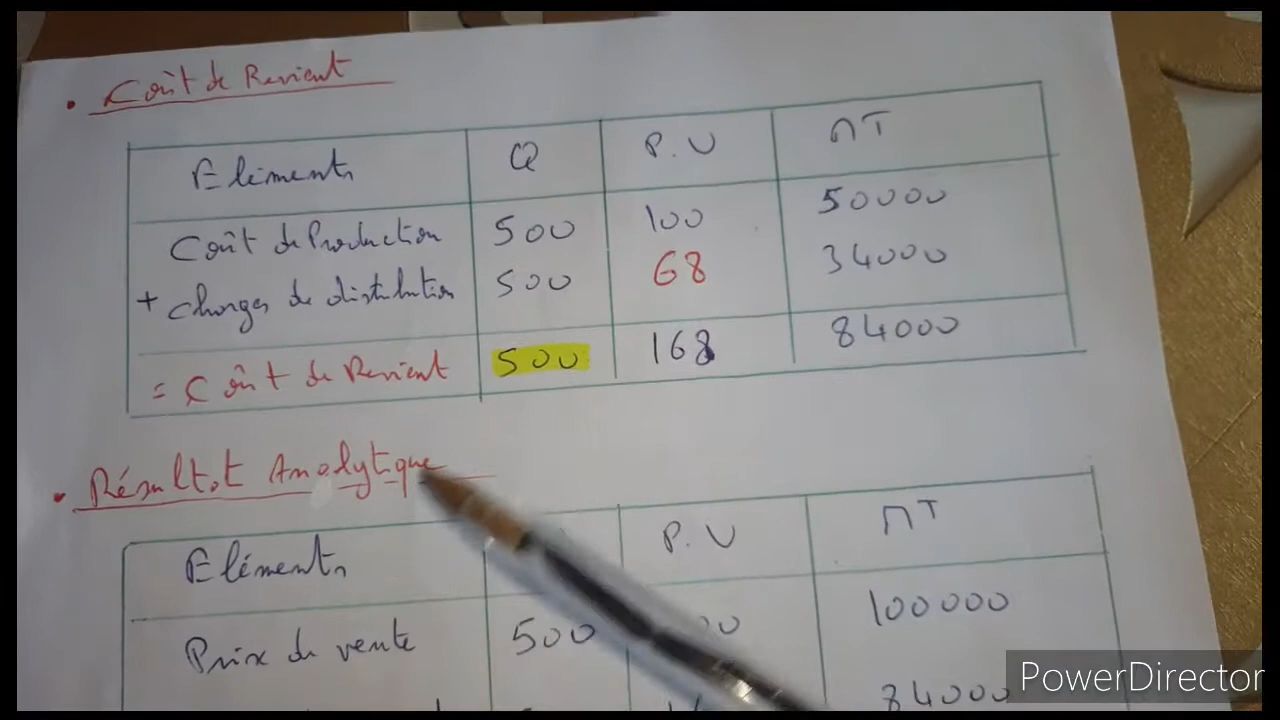 • Coût de Revient
Eléments Q P.U MT
Coût de Production 500 100 50000
+ Charges de distribution 500 68 34000
= Coût de Revient 500 168 84000
• Résultat Analytique
Eléments P.U MT
Prix de vente 500 100000
84000
PowerDirector